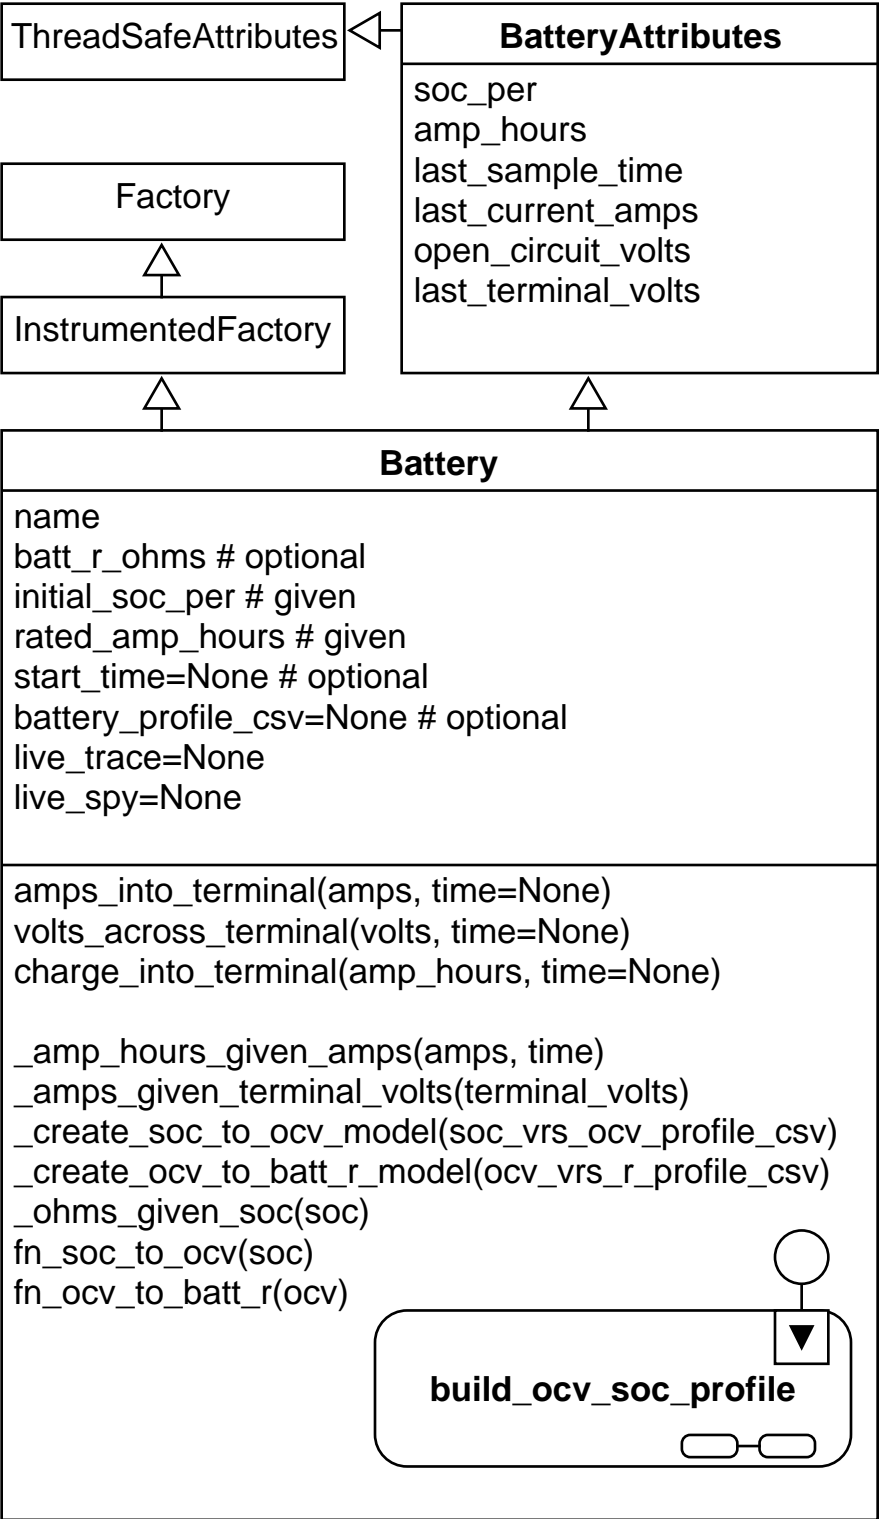 ThreadSafeAttributes
BatteryAttributes
soc_per
amp_hours
last_sample_time
last_current_amps
open_circuit_volts
last_terminal_volts
Factory
InstrumentedFactory
Battery
name
batt_r_ohms # optional
initial_soc_per # given
rated_amp_hours # given
start_time=None # optional
battery_profile_csv=None # optional
live_trace=None
live_spy=None
amps_into_terminal(amps, time=None)
volts_across_terminal(volts, time=None)
charge_into_terminal(amp_hours, time=None)
_amp_hours_given_amps(amps, time)
_amps_given_terminal_volts(terminal_volts)
_create_soc_to_ocv_model(soc_vrs_ocv_profile_csv)
_create_ocv_to_batt_r_model(ocv_vrs_r_profile_csv)
_ohms_given_soc(soc)
fn_soc_to_ocv(soc)
fn_ocv_to_batt_r(ocv)
build_ocv_soc_profile